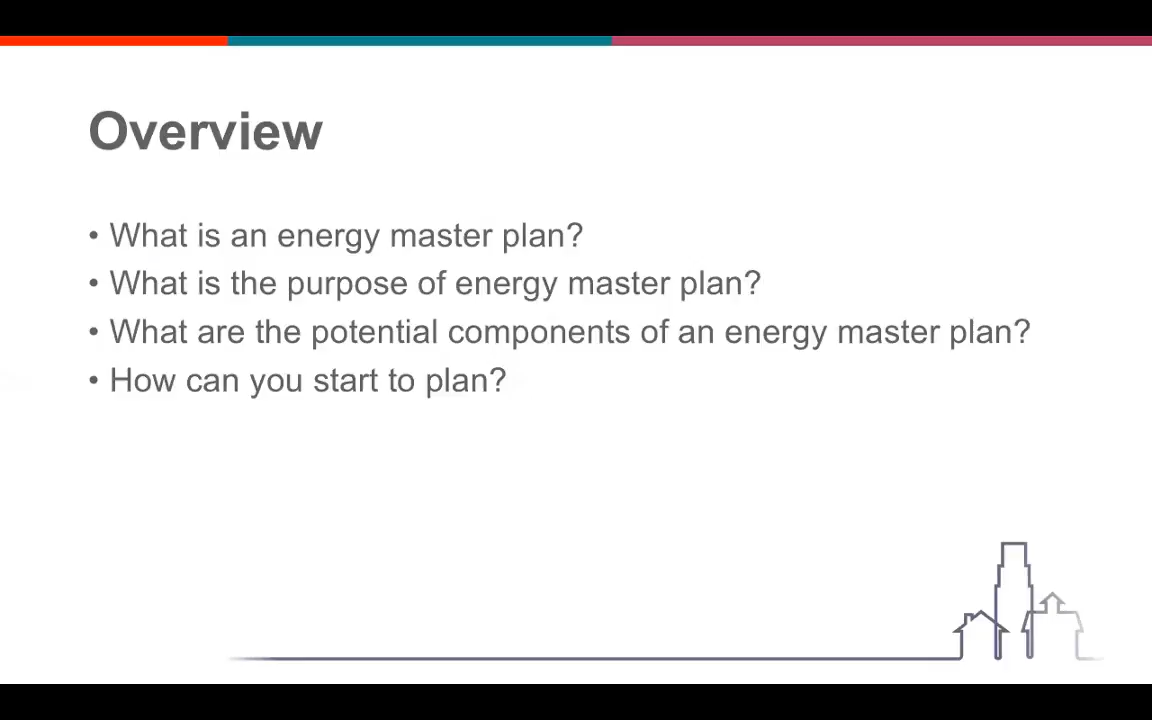 Overview
• What is an energy master plan?
• What is the purpose of energy master plan?
• What are the potential components of an energy master plan?
• How can you start to plan?